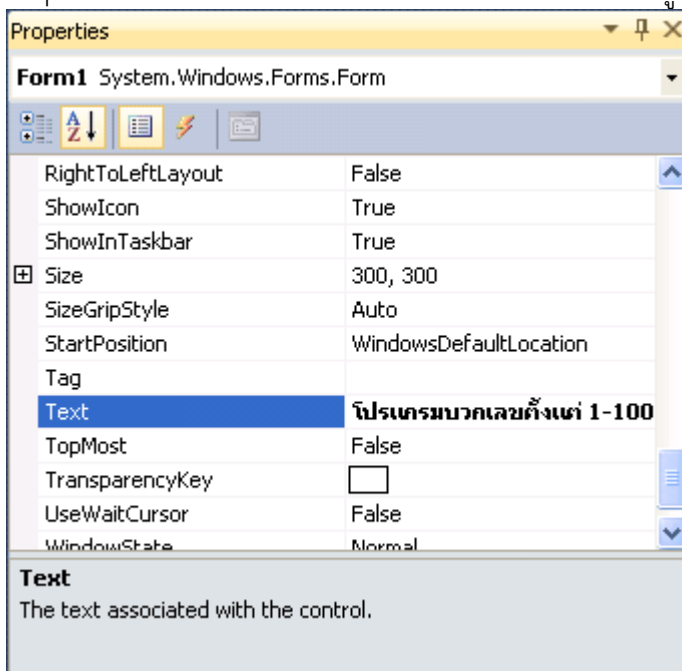 Properties
Form1 System.Windows.Forms.Form
RightToLeftLayout False
ShowIcon True
ShowInTaskbar True
Size 300, 300
SizeGripStyle Auto
StartPosition WindowsDefaultLocation
Tag
Text โปรแกรมบวกเลขตั้งแต่ 1-100
TopMost False
TransparencyKey
UseWaitCursor False
WindowState Normal
Text
The text associated with the control.